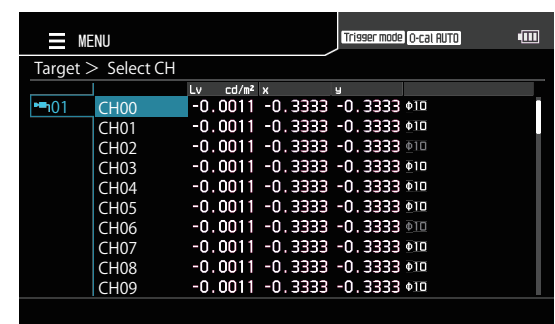 MENU
Trigger mode 0-cal AUTO
Target > Select CH
Lv cd/m² x y
01 CH00 -0.0011 -0.3333 -0.3333 Φ10
CH01 -0.0011 -0.3333 -0.3333 Φ10
CH02 -0.0011 -0.3333 -0.3333 Φ10
CH03 -0.0011 -0.3333 -0.3333 Φ10
CH04 -0.0011 -0.3333 -0.3333 Φ10
CH05 -0.0011 -0.3333 -0.3333 Φ10
CH06 -0.0011 -0.3333 -0.3333 Φ10
CH07 -0.0011 -0.3333 -0.3333 Φ10
CH08 -0.0011 -0.3333 -0.3333 Φ10
CH09 -0.0011 -0.3333 -0.3333 Φ10